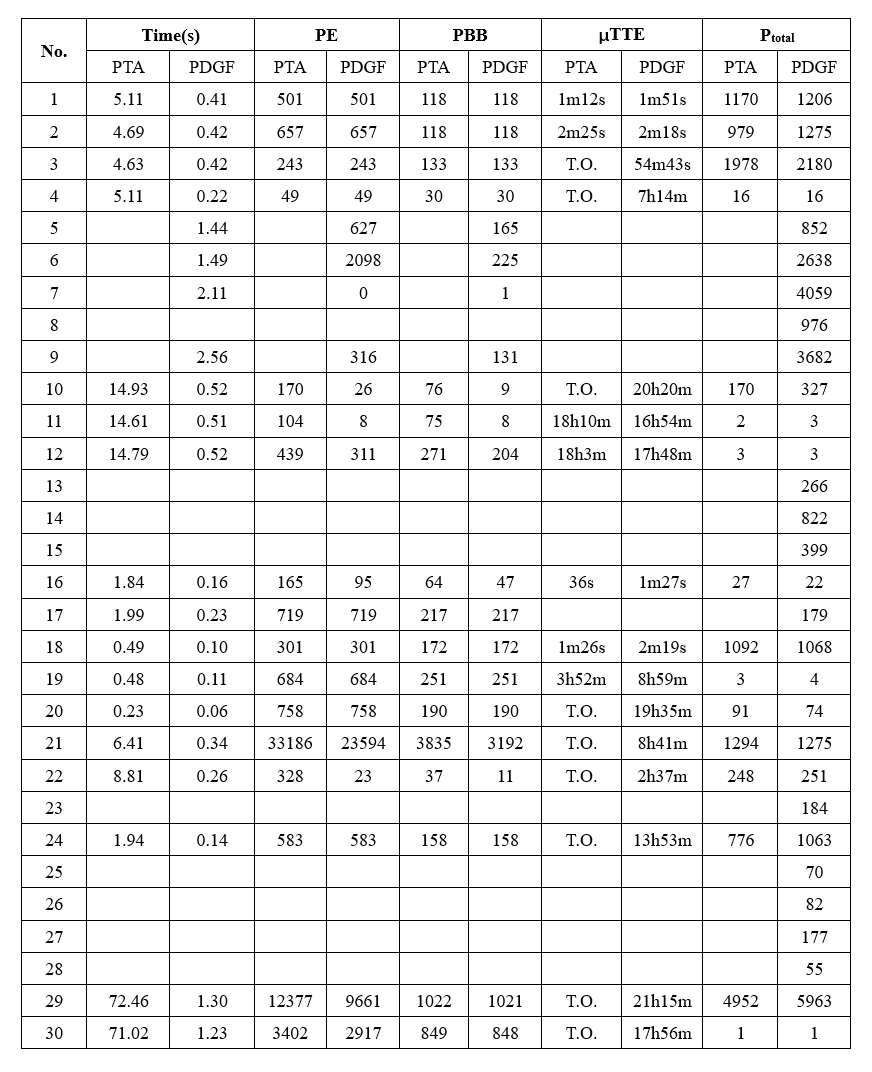 No. Time(s) PE PBB μTTE Ptotal
PTA PDGF PTA PDGF PTA PDGF PTA PDGF PTA PDGF
1 5.11 0.41 501 501 118 118 1m12s 1m51s 1170 1206
2 4.69 0.42 657 657 118 118 2m25s 2m18s 979 1275
3 4.63 0.42 243 243 133 133 T.O. 54m43s 1978 2180
4 5.11 0.22 49 49 30 30 T.O. 7h14m 16 16
5 1.44 627 165 852
6 1.49 2098 225 2638
7 2.11 0 1 4059
8 976
9 2.56 316 131 3682
10 14.93 0.52 170 26 76 9 T.O. 20h20m 170 327
11 14.61 0.51 104 8 75 8 18h10m 16h54m 2 3
12 14.79 0.52 439 311 271 204 18h3m 17h48m 3 3
13 266
14 822
15 399
16 1.84 0.16 165 95 64 47 36s 1m27s 27 22
17 1.99 0.23 719 719 217 217 179
18 0.49 0.10 301 301 172 172 1m26s 2m19s 1092 1068
19 0.48 0.11 684 684 251 251 3h52m 8h59m 3 4
20 0.23 0.06 758 758 190 190 T.O. 19h35m 91 74
21 6.41 0.34 33186 23594 3835 3192 T.O. 8h41m 1294 1275
22 8.81 0.26 328 23 37 11 T.O. 2h37m 248 251
23 184
24 1.94 0.14 583 583 158 158 T.O. 13h53m 776 1063
25 70
26 82
27 177
28 55
29 72.46 1.30 12377 9661 1022 1021 T.O. 21h15m 4952 5963
30 71.02 1.23 3402 2917 849 848 T.O. 17h56m 1 1